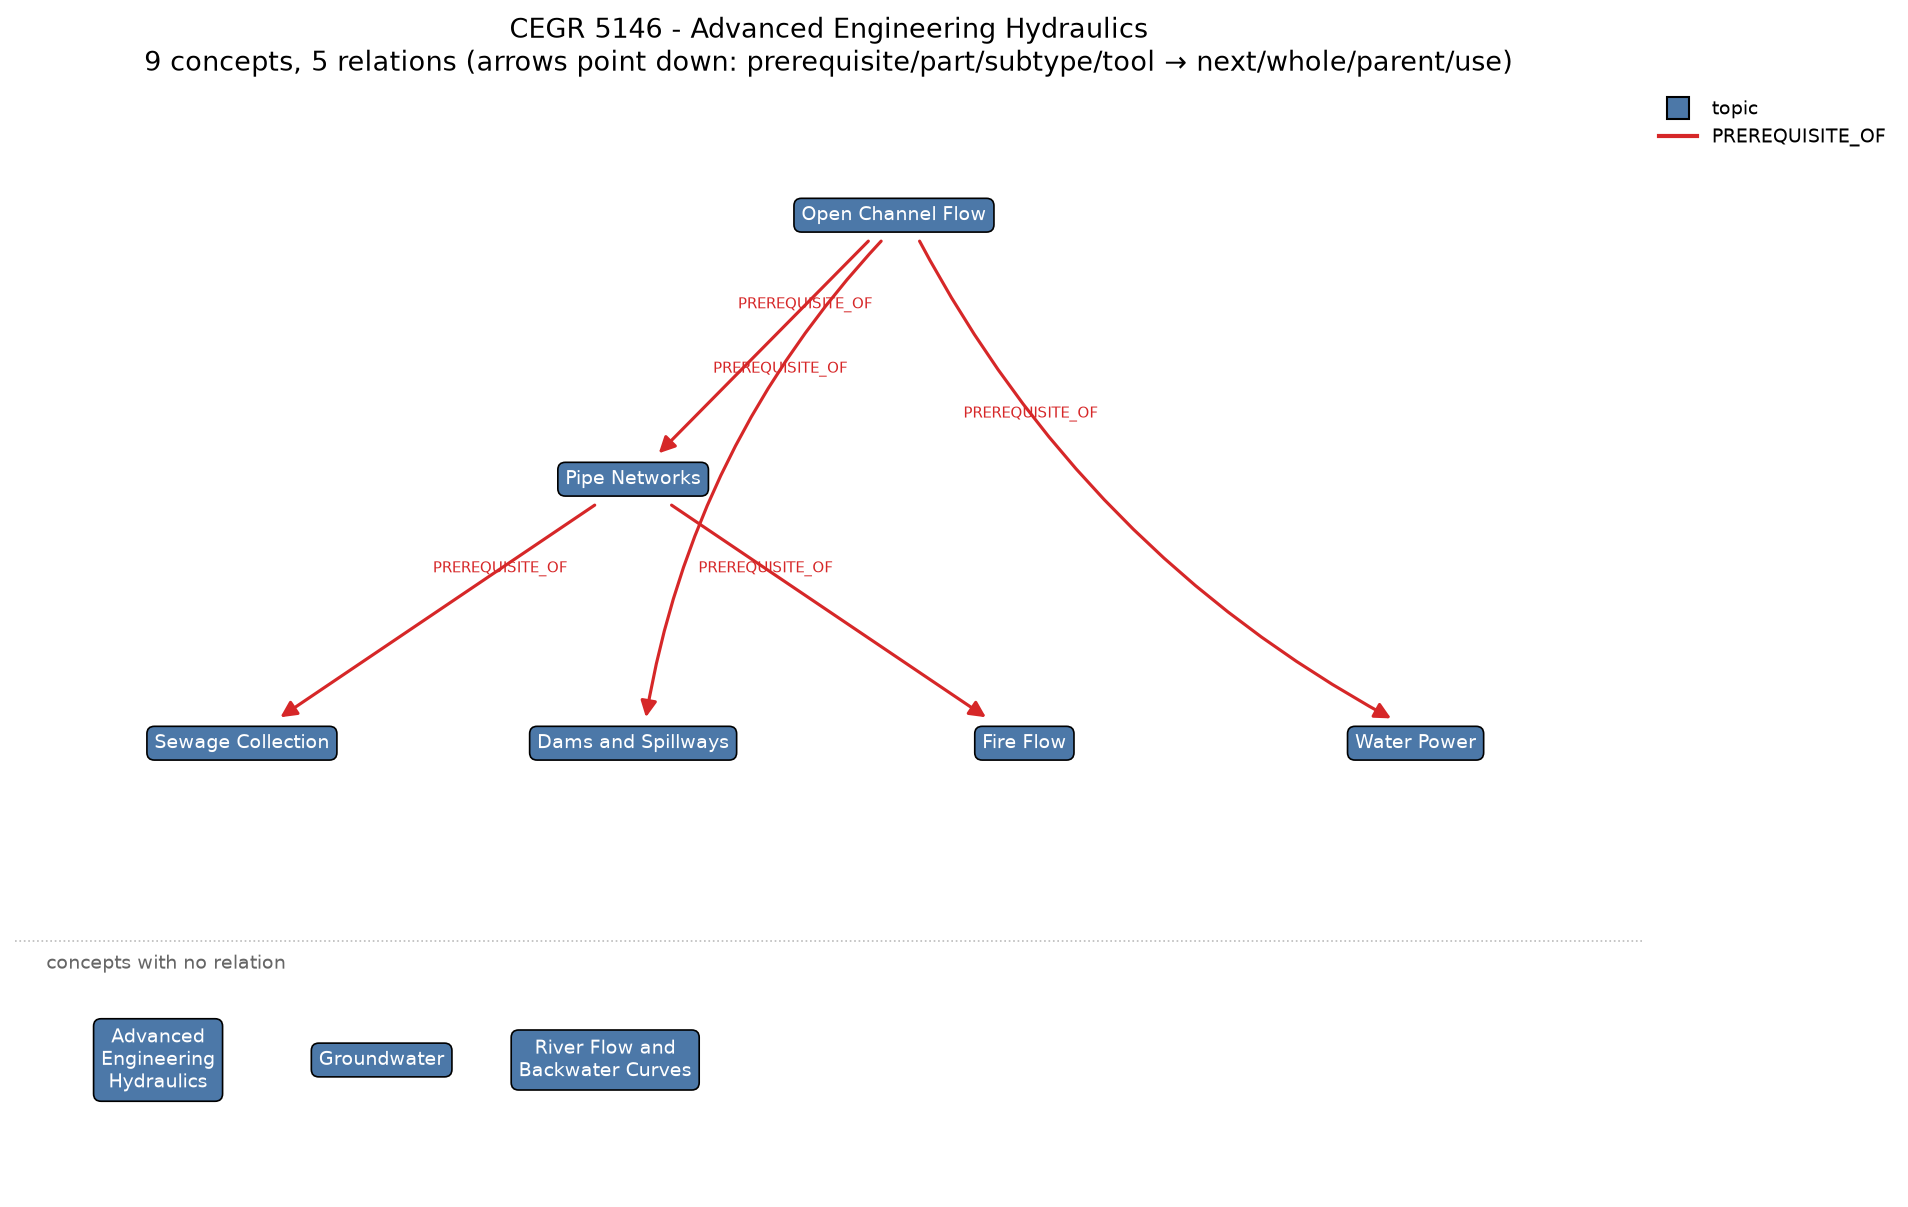 CEGR 5146 - Advanced Engineering Hydraulics
9 concepts, 5 relations (arrows point down: prerequisite/part/subtype/tool → next/whole/parent/use)
topic
PREREQUISITE_OF
Open Channel Flow
PREREQUISITE_OF
PREREQUISITE_OF
PREREQUISITE_OF
Pipe Networks
PREREQUISITE_OF
PREREQUISITE_OF
Sewage Collection
Dams and Spillways
Fire Flow
Water Power
concepts with no relation
Advanced
Engineering
Hydraulics
Groundwater
River Flow and
Backwater Curves